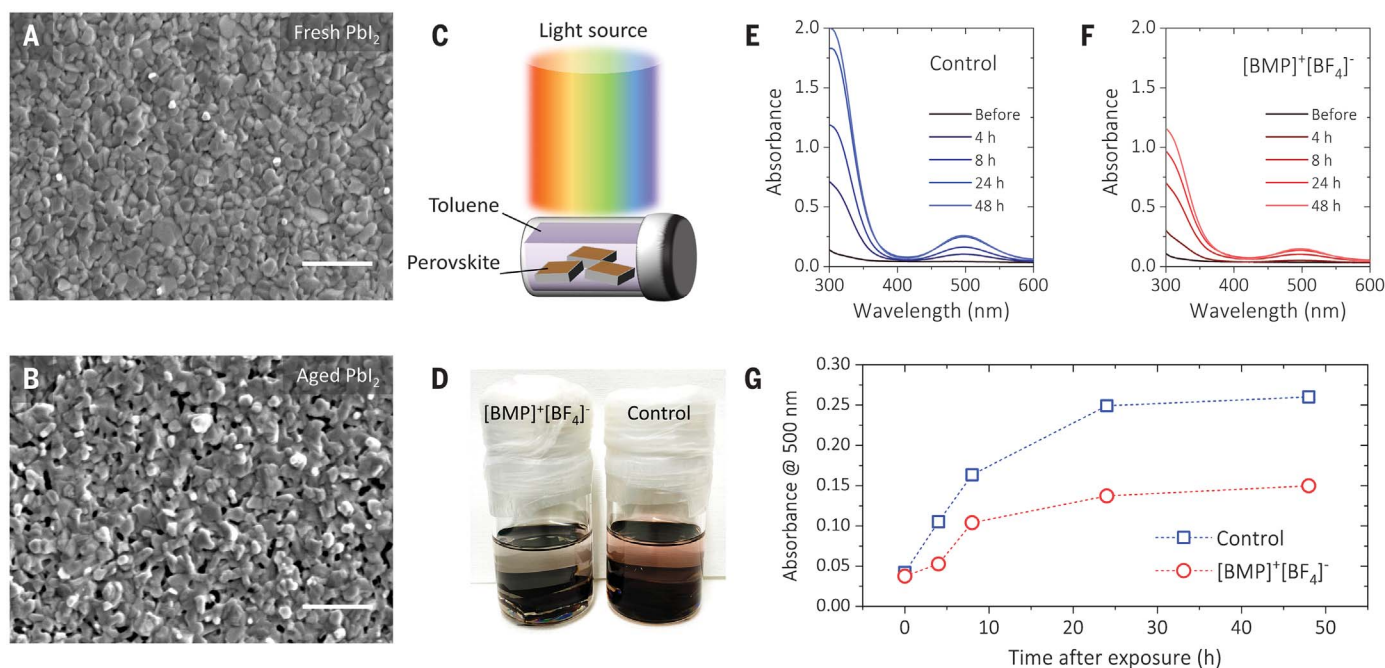 A
Fresh PbI₂
B
Aged PbI₂
C
Light source
Toluene
Perovskite
D
[BMP]⁺[BF₄]⁻
Control
E
Control
Before
4 h
8 h
24 h
48 h
2.0
1.5
1.0
0.5
0.0
Absorbance
300
400
500
600
Wavelength (nm)
F
[BMP]⁺[BF₄]⁻
Before
4 h
8 h
24 h
48 h
2.0
1.5
1.0
0.5
0.0
Absorbance
300
400
500
600
Wavelength (nm)
G
0.30
0.25
0.20
0.15
0.10
0.05
0.00
Absorbance @ 500 nm
Control
[BMP]⁺[BF₄]⁻
0
10
20
30
40
50
Time after exposure (h)